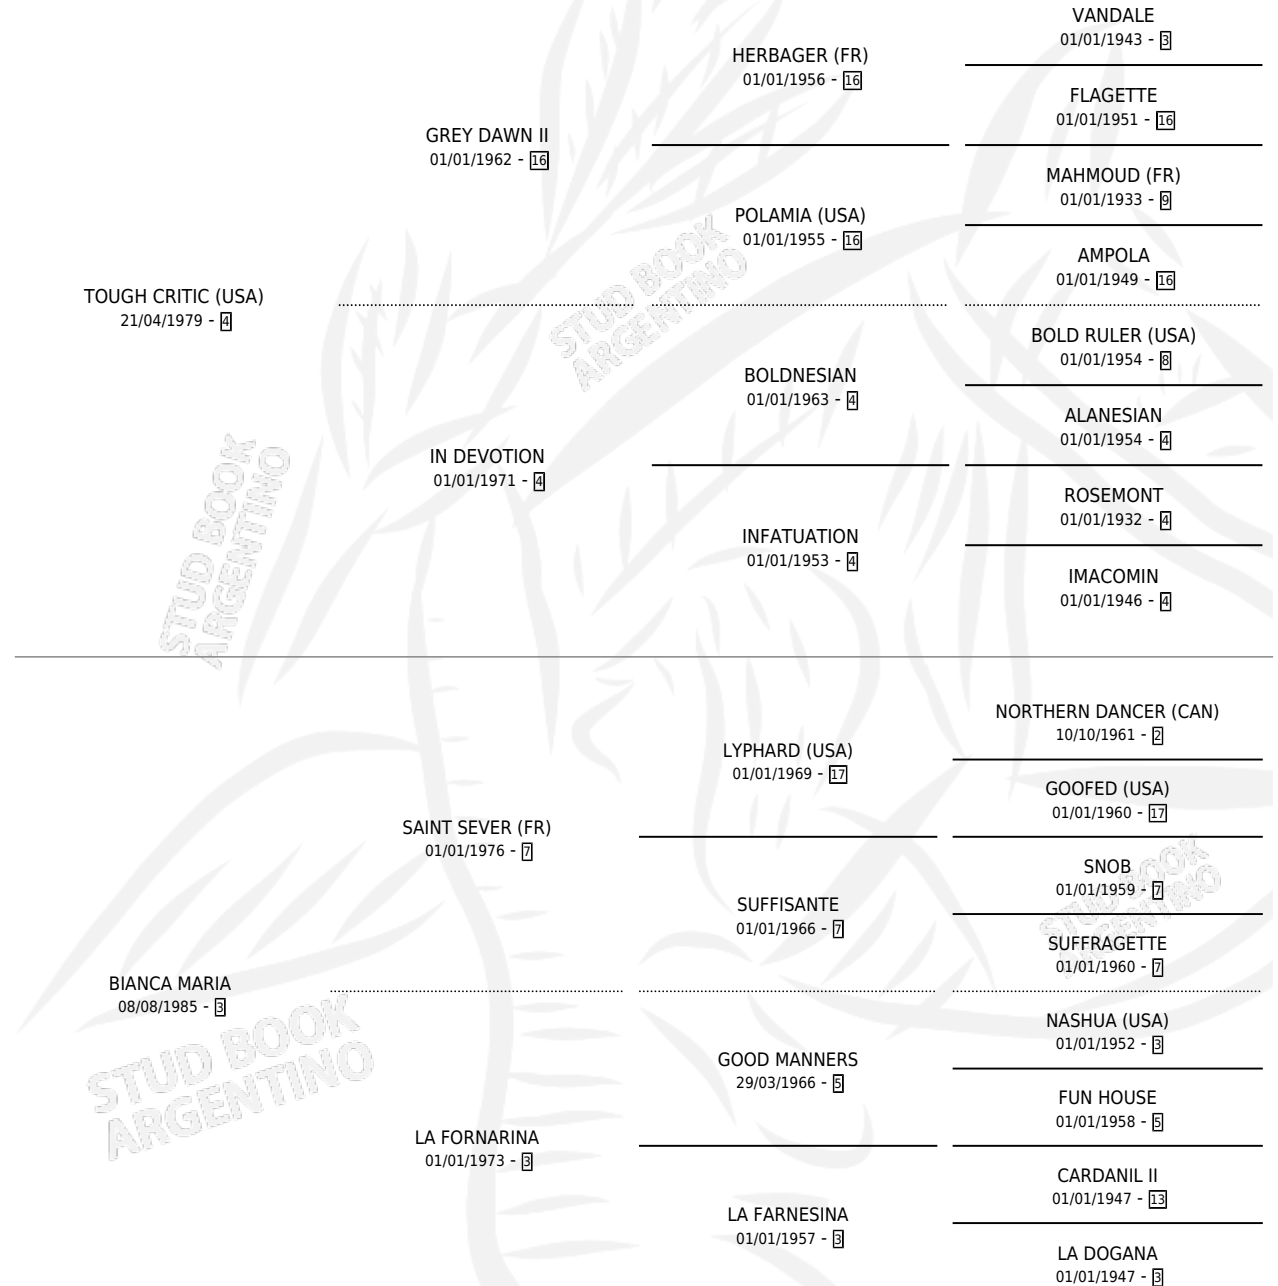 VANDALE
01/01/1943 - 3
HERBAGER (FR)
01/01/1956 - 16
FLAGETTE
01/01/1951 - 16
GREY DAWN II
01/01/1962 - 16
MAHMOUD (FR)
01/01/1933 - 9
POLAMIA (USA)
01/01/1955 - 16
AMPOLA
01/01/1949 - 16
TOUGH CRITIC (USA)
21/04/1979 - 4
STUD BOOK
ARGENTINO
BOLD RULER (USA)
01/01/1954 - 8
BOLDNESIAN
01/01/1963 - 4
ALANESIAN
01/01/1954 - 4
IN DEVOTION
01/01/1971 - 4
ROSEMONT
01/01/1932 - 4
INFATUATION
01/01/1953 - 4
IMACOMIN
01/01/1946 - 4
STUD BOOK
ARGENTINO
NORTHERN DANCER (CAN)
10/10/1961 - 2
LYPHARD (USA)
01/01/1969 - 17
GOOFED (USA)
01/01/1960 - 17
SAINT SEVER (FR)
01/01/1976 - 7
SNOB
01/01/1959 - 7
SUFFISANTE
01/01/1966 - 7
SUFFRAGETTE
01/01/1960 - 7
STUD BOOK
ARGENTINO
BIANCA MARIA
08/08/1985 - 3
NASHUA (USA)
01/01/1952 - 3
GOOD MANNERS
29/03/1966 - 5
FUN HOUSE
01/01/1958 - 5
STUD BOOK
ARGENTINO
LA FORNARINA
01/01/1973 - 3
CARDANIL II
01/01/1947 - 13
LA FARNESINA
01/01/1957 - 3
LA DOGANA
01/01/1947 - 3